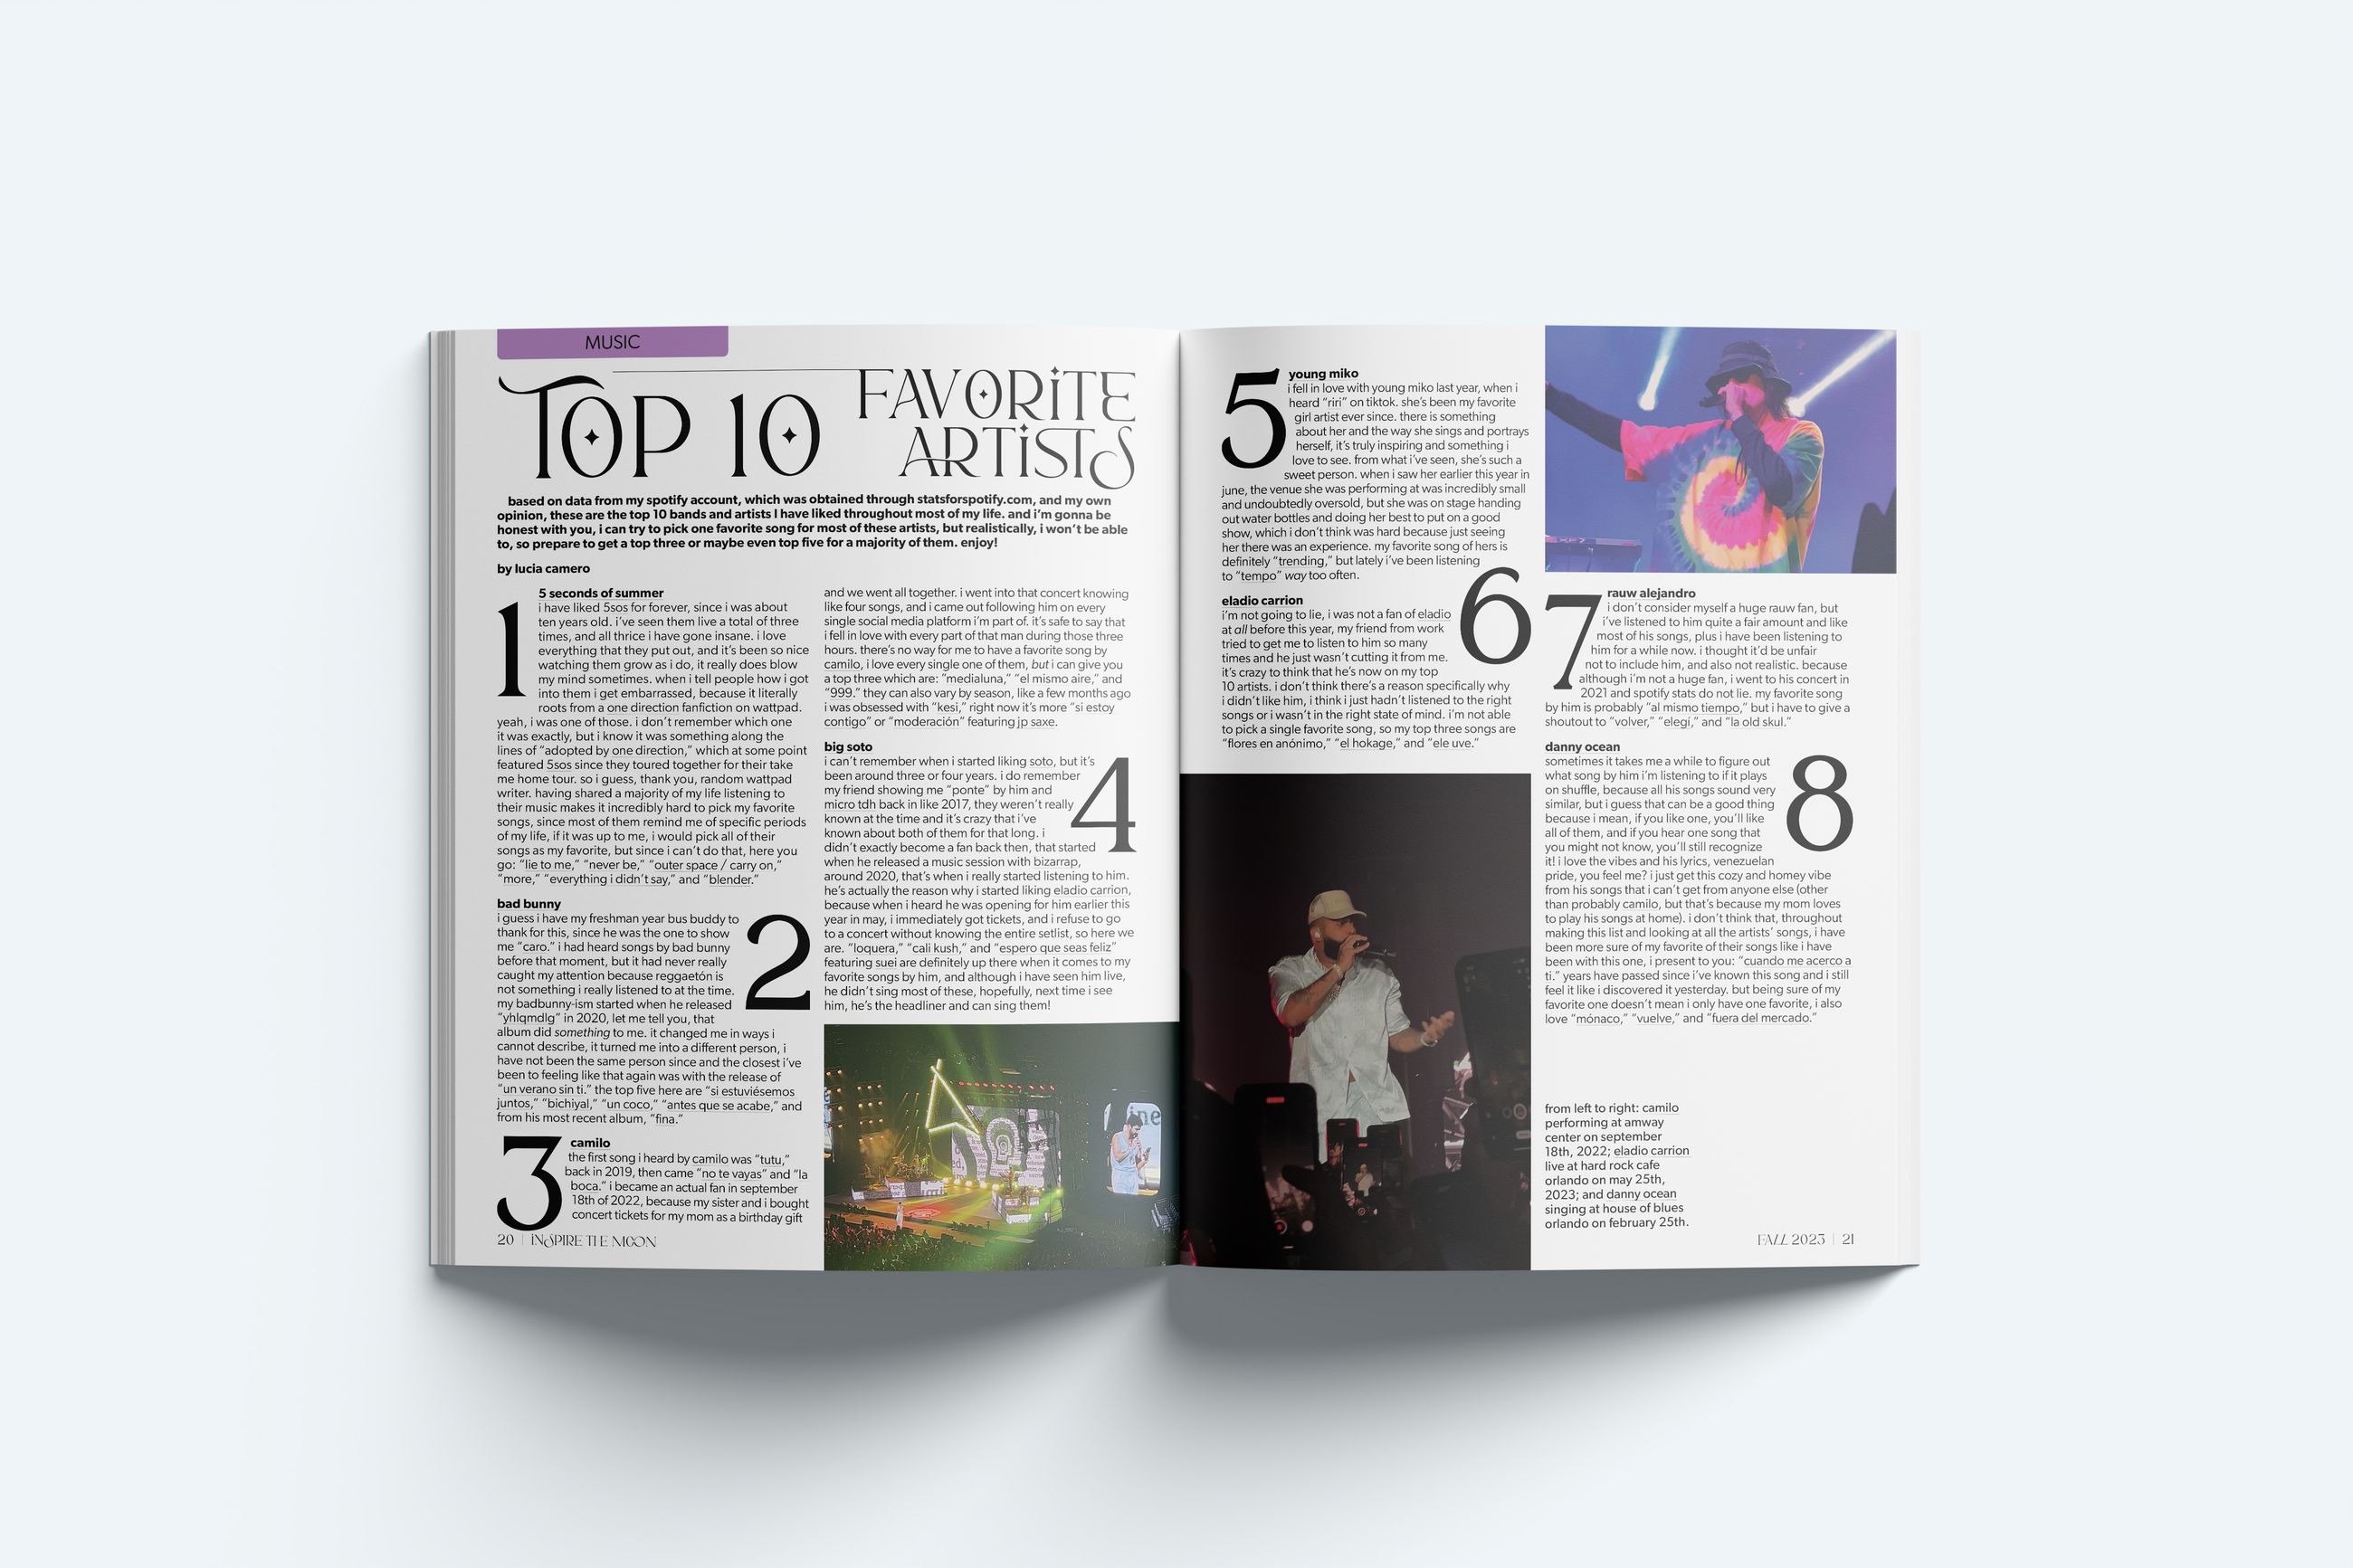 MUSIC
TOP 10
FAVORITE
ARTISTS
based on data from my spotify account, which was obtained through statsforspotify.com, and my own
opinion, these are the top 10 bands and artists I have liked throughout most of my life. and i'm gonna be
honest with you, i can try to pick one favorite song for most of these artists, but realistically, i won't be able
to, so prepare to get a top three or maybe even top five for a majority of them. enjoy!
by lucia camero
1
5 seconds of summer
i have liked 5sos for forever, since i was about
ten years old. i've seen them live a total of three
times, and all thrice i have gone insane. i love
everything that they put out, and it's been so nice
watching them grow as i do, it really does blow
my mind sometimes. when i tell people how i got
into them i get embarrassed, because it literally
roots from a one direction fanfiction on wattpad.
yeah, i was one of those. i don't remember which one
it was exactly, but i know it was something along the
lines of "adopted by one direction," which at some point
featured 5sos since they toured together for their take
me home tour. so i guess, thank you, random wattpad
writer. having shared a majority of my life listening to
their music makes it incredibly hard to pick my favorite
songs, since most of them remind me of specific periods
of my life, if it was up to me, i would pick all of their
songs as my favorite, but since i can't do that, here you
go: "lie to me," "never be," "outer space / carry on,"
"more," "everything i didn't say," and "blender."
bad bunny
2
i guess i have my freshman year bus buddy to
thank for this, since he was the one to show
me "caro." i had heard songs by bad bunny
before that moment, but it had never really
caught my attention because reggaetón is
not something i really listened to at the time.
my badbunny-ism started when he released
"yhlqmdlg" in 2020, let me tell you, that
album did something to me. it changed me in ways i
cannot describe, it turned me into a different person, i
have not been the same person since and the closest i've
been to feeling like that again was with the release of
"un verano sin ti." the top five here are "si estuviésemos
juntos," "bichiyal," "un coco," "antes que se acabe," and
from his most recent album, "fina."
3
camilo
the first song i heard by camilo was "tutu,"
back in 2019, then came "no te vayas" and "la
boca." i became an actual fan in september
18th of 2022, because my sister and i bought
concert tickets for my mom as a birthday gift
20 | INSPIRE THE MOON
and we went all together. i went into that concert knowing
like four songs, and i came out following him on every
single social media platform i'm part of. it's safe to say that
i fell in love with every part of that man during those three
hours. there's no way for me to have a favorite song by
camilo, i love every single one of them, but i can give you
a top three which are: "medialuna," "el mismo aire," and
"999." they can also vary by season, like a few months ago
i was obsessed with "kesi," right now it's more "si estoy
contigo" or "moderación" featuring jp saxe.
big soto
4
i can't remember when i started liking soto, but it's
been around three or four years. i do remember
my friend showing me "ponte" by him and
micro tdh back in like 2017, they weren't really
known at the time and it's crazy that i've
known about both of them for that long. i
didn't exactly become a fan back then, that started
when he released a music session with bizarrap,
around 2020, that's when i really started listening to him.
he's actually the reason why i started liking eladio carrion,
because when i heard he was opening for him earlier this
year in may, i immediately got tickets, and i refuse to go
to a concert without knowing the entire setlist, so here we
are. "loquera," "cali kush," and "espero que seas feliz"
featuring suei are definitely up there when it comes to my
favorite songs by him, and although i have seen him live,
he didn't sing most of these, hopefully, next time i see
him, he's the headliner and can sing them!
5
young miko
i fell in love with young miko last year, when i
heard "riri" on tiktok. she's been my favorite
girl artist ever since. there is something
about her and the way she sings and portrays
herself, it's truly inspiring and something i
love to see. from what i've seen, she's such a
sweet person. when i saw her earlier this year in
june, the venue she was performing at was incredibly small
and undoubtedly oversold, but she was on stage handing
out water bottles and doing her best to put on a good
show, which i don't think was hard because just seeing
her there was an experience. my favorite song of hers is
definitely "trending," but lately i've been listening
to "tempo" way too often.
eladio carrion
6
i'm not going to lie, i was not a fan of eladio
at all before this year, my friend from work
tried to get me to listen to him so many
times and he just wasn't cutting it from me.
it's crazy to think that he's now on my top
10 artists. i don't think there's a reason specifically why
i didn't like him, i think i just hadn't listened to the right
songs or i wasn't in the right state of mind. i'm not able
to pick a single favorite song, so my top three songs are
"flores en anónimo," "el hokage," and "ele uve."
7
rauw alejandro
i don't consider myself a huge rauw fan, but
i've listened to him quite a fair amount and like
most of his songs, plus i have been listening to
him for a while now. i thought it'd be unfair
not to include him, and also not realistic. because
although i'm not a huge fan, i went to his concert in
2021 and spotify stats do not lie. my favorite song
by him is probably "al mismo tiempo," but i have to give a
shoutout to "volver," "elegí," and "la old skul."
danny ocean
8
sometimes it takes me a while to figure out
what song by him i'm listening to if it plays
on shuffle, because all his songs sound very
similar, but i guess that can be a good thing
because i mean, if you like one, you'll like
all of them, and if you hear one song that
you might not know, you'll still recognize
it! i love the vibes and his lyrics, venezuelan
pride, you feel me? i just get this cozy and homey vibe
from his songs that i can't get from anyone else (other
than probably camilo, but that's because my mom loves
to play his songs at home). i don't think that, throughout
making this list and looking at all the artists' songs, i have
been more sure of my favorite of their songs like i have
been with this one, i present to you: "cuando me acerco a
ti." years have passed since i've known this song and i still
feel it like i discovered it yesterday. but being sure of my
favorite one doesn't mean i only have one favorite, i also
love "mónaco," "vuelve," and "fuera del mercado."
from left to right: camilo
performing at amway
center on september
18th, 2022; eladio carrion
live at hard rock cafe
orlando on may 25th,
2023; and danny ocean
singing at house of blues
orlando on february 25th.
FALL 2023 | 21